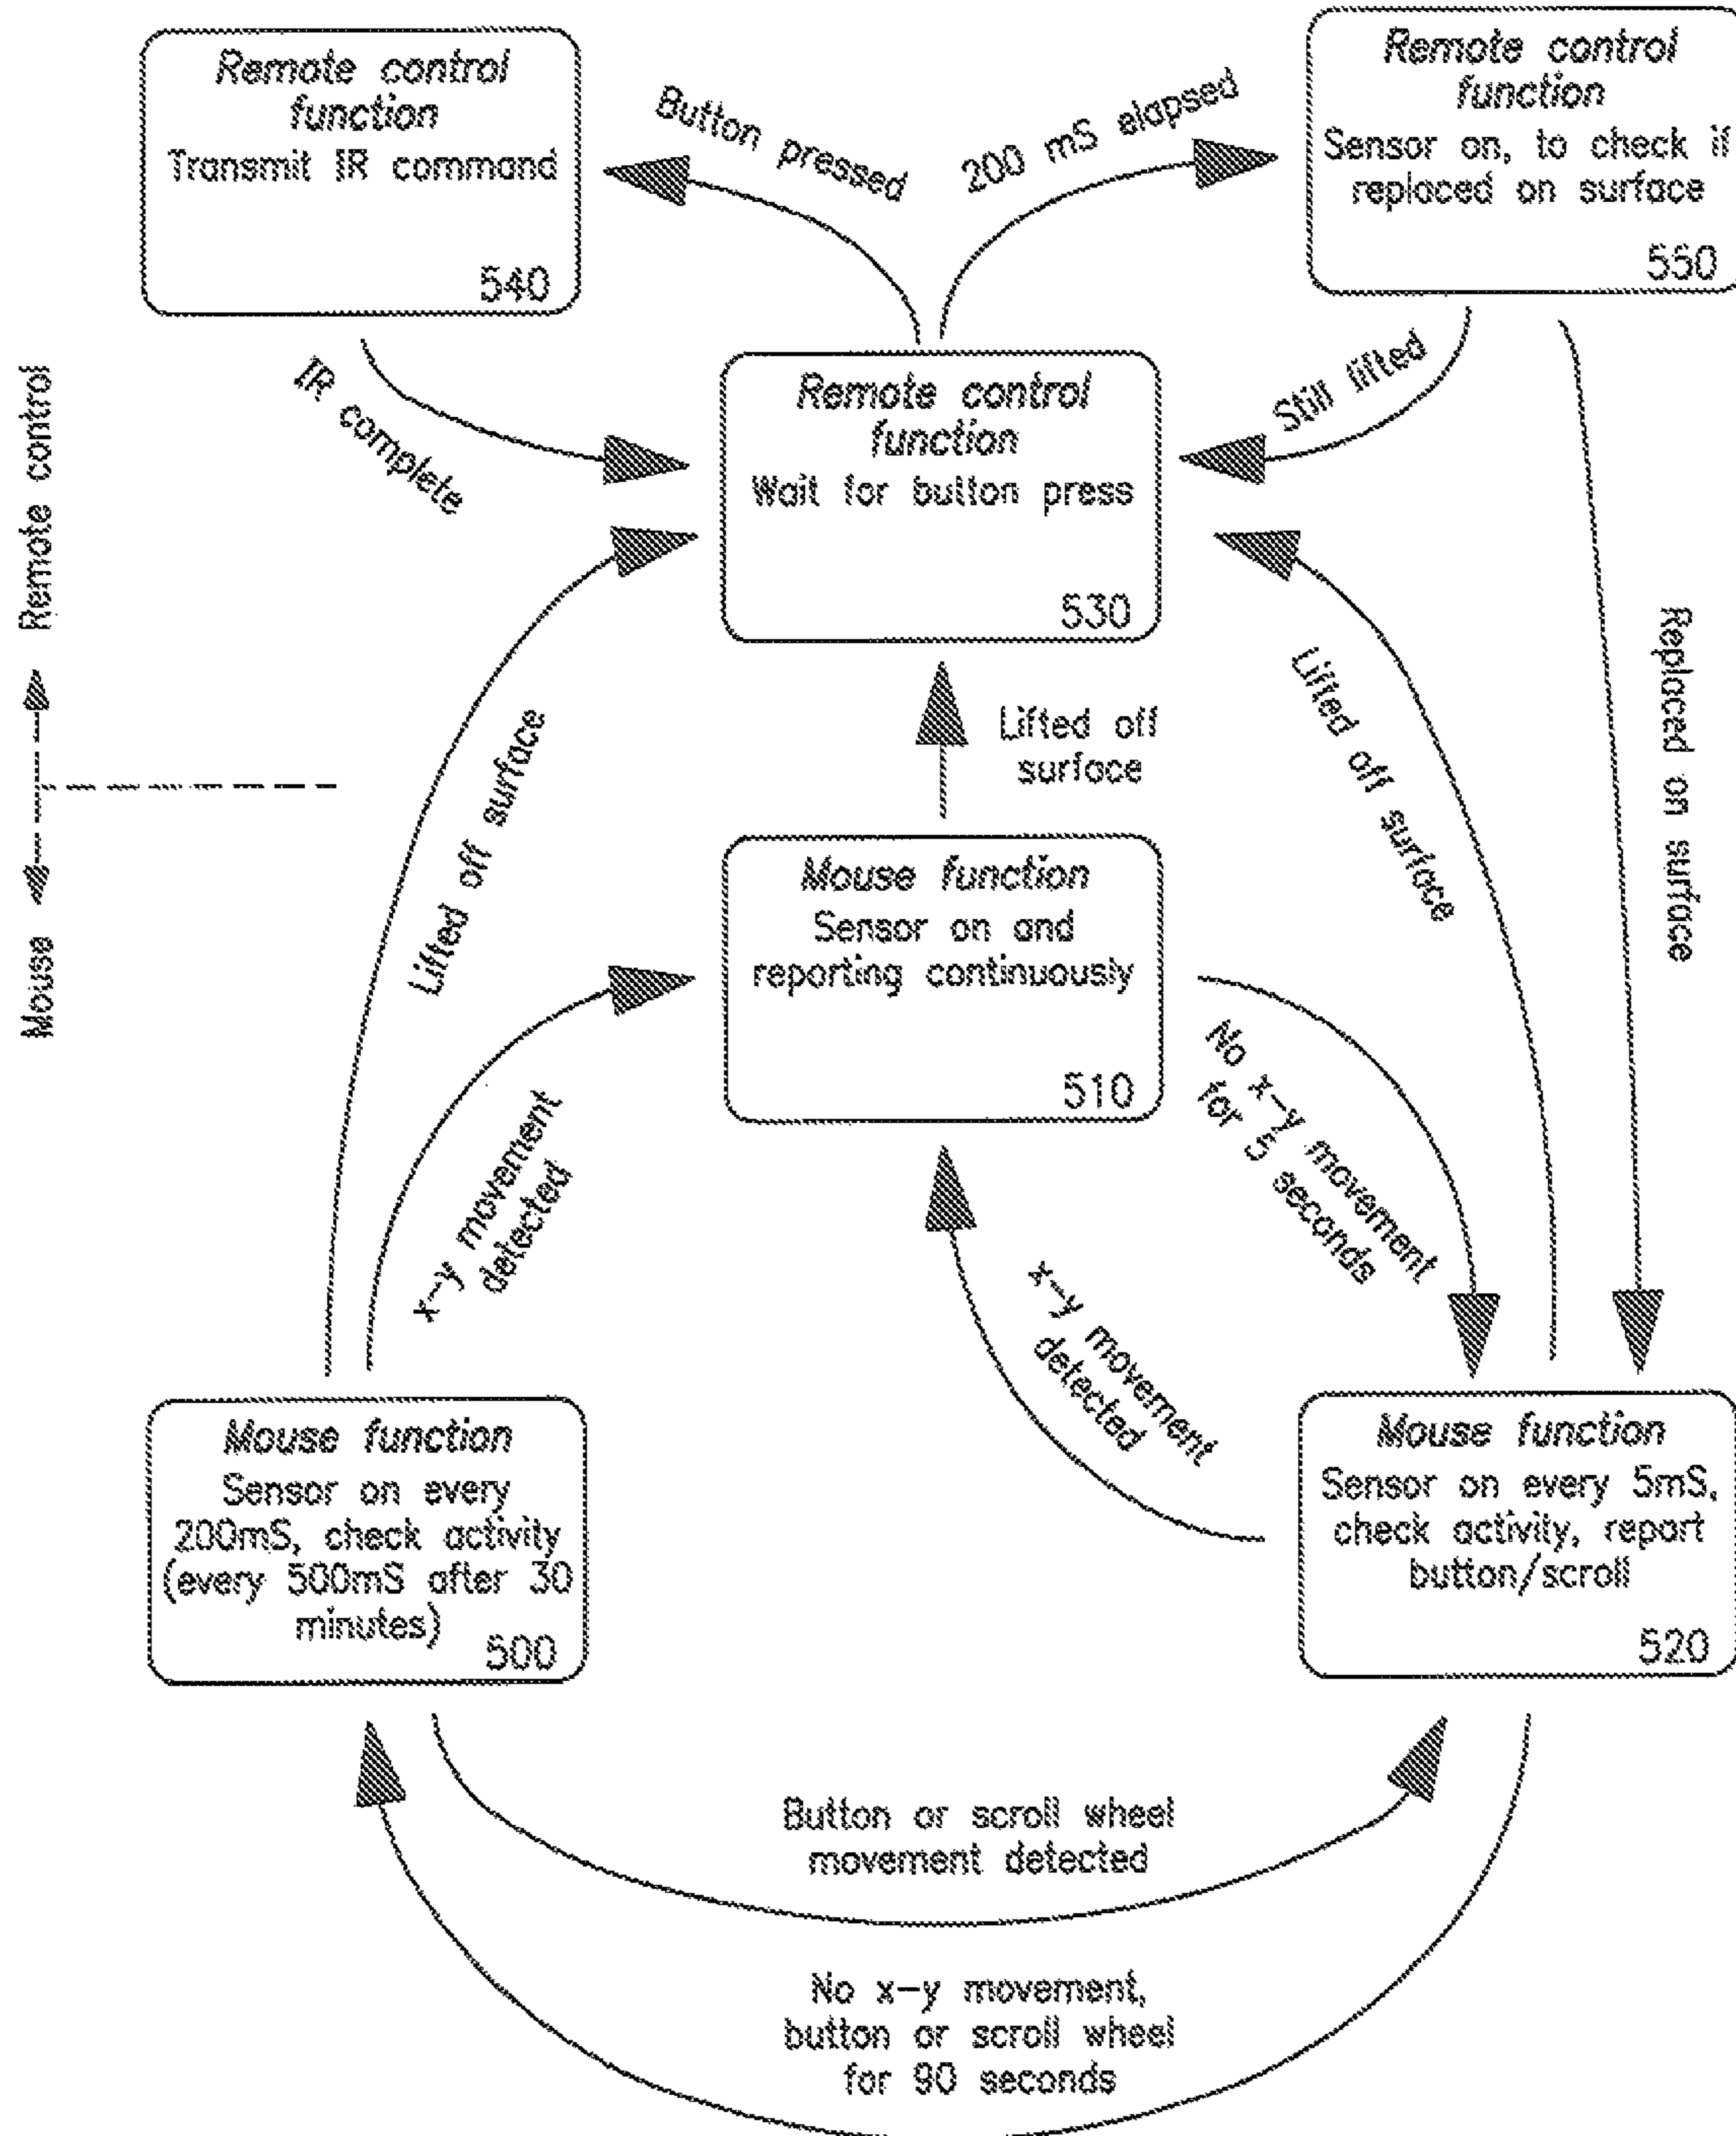 Remote control
function
Transmit IR command
540
Button pressed
200 mS elapsed
Remote control
function
Sensor on, to check if
replaced on surface
550
IR complete
Still lifted
Remote control
function
Wait for button press
530
Remote control
Mouse
Lifted off surface
Lifted off
surface
Lifted off surface
Replaced on surface
Mouse function
Sensor on and
reporting continuously
510
x-y movement
detected
No x-y movement
for 5 seconds
x-y movement
detected
Mouse function
Sensor on every
200mS, check activity
(every 500mS after 30
minutes)
500
Mouse function
Sensor on every 5mS,
check activity, report
button/scroll
520
Button or scroll wheel
movement detected
No x-y movement,
button or scroll wheel
for 90 seconds